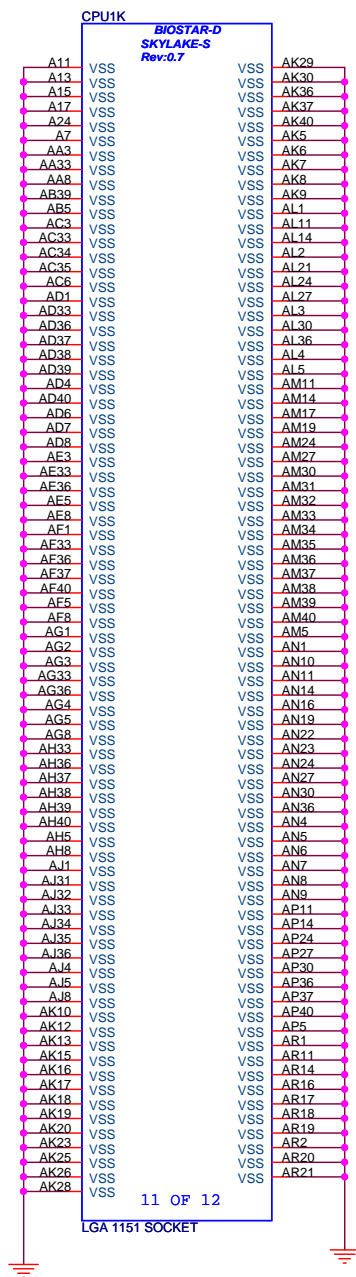 CPU1K
BIOSTAR-D
SKYLAKE-S
Rev:0.7
A11 VSS VSS AK29
A13 VSS VSS AK30
A15 VSS VSS AK36
A17 VSS VSS AK37
A24 VSS VSS AK40
A7 VSS VSS AK5
AA3 VSS VSS AK6
AA33 VSS VSS AK7
AA8 VSS VSS AK8
AB39 VSS VSS AK9
AB5 VSS VSS AL1
AC3 VSS VSS AL11
AC33 VSS VSS AL14
AC34 VSS VSS AL2
AC35 VSS VSS AL21
AC6 VSS VSS AL24
AD1 VSS VSS AL27
AD33 VSS VSS AL3
AD36 VSS VSS AL30
AD37 VSS VSS AL36
AD38 VSS VSS AL4
AD39 VSS VSS AL5
AD4 VSS VSS AM11
AD40 VSS VSS AM14
AD6 VSS VSS AM17
AD7 VSS VSS AM19
AD8 VSS VSS AM24
AE3 VSS VSS AM27
AE33 VSS VSS AM30
AE36 VSS VSS AM31
AE5 VSS VSS AM32
AE8 VSS VSS AM33
AF1 VSS VSS AM34
AF33 VSS VSS AM35
AF36 VSS VSS AM36
AF37 VSS VSS AM37
AF40 VSS VSS AM38
AF5 VSS VSS AM39
AF8 VSS VSS AM40
AG1 VSS VSS AM5
AG2 VSS VSS AN1
AG3 VSS VSS AN10
AG33 VSS VSS AN11
AG36 VSS VSS AN14
AG4 VSS VSS AN16
AG5 VSS VSS AN19
AG8 VSS VSS AN22
AH33 VSS VSS AN23
AH36 VSS VSS AN24
AH37 VSS VSS AN27
AH38 VSS VSS AN30
AH39 VSS VSS AN36
AH40 VSS VSS AN4
AH5 VSS VSS AN5
AH8 VSS VSS AN6
AJ1 VSS VSS AN7
AJ31 VSS VSS AN8
AJ32 VSS VSS AN9
AJ33 VSS VSS AP11
AJ34 VSS VSS AP14
AJ35 VSS VSS AP24
AJ36 VSS VSS AP27
AJ4 VSS VSS AP30
AJ5 VSS VSS AP36
AJ8 VSS VSS AP37
AK10 VSS VSS AP40
AK12 VSS VSS AP5
AK13 VSS VSS AR1
AK15 VSS VSS AR11
AK16 VSS VSS AR14
AK17 VSS VSS AR16
AK18 VSS VSS AR17
AK19 VSS VSS AR18
AK20 VSS VSS AR19
AK23 VSS VSS AR2
AK25 VSS VSS AR20
AK26 VSS VSS AR21
AK28 VSS
11 OF 12
LGA 1151 SOCKET